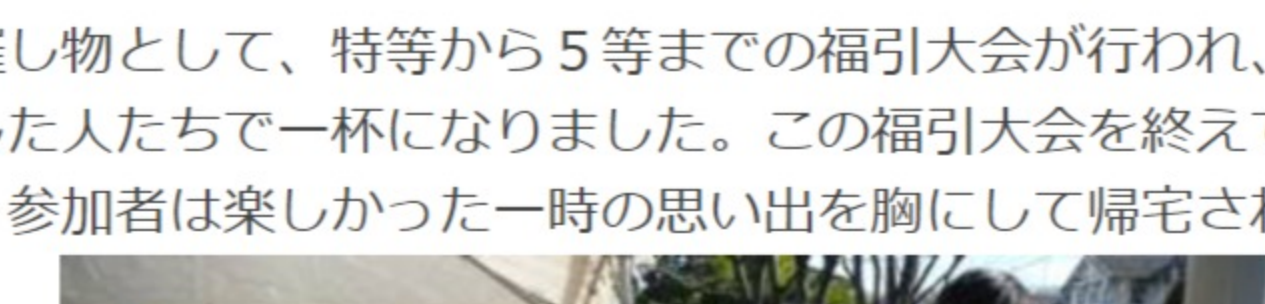 し物として、特等から５等までの福引大会が行われ、
た人たちで一杯になりました。この福引大会を終えて
参加者は楽しかった一時の思い出を胸にして帰宅さ